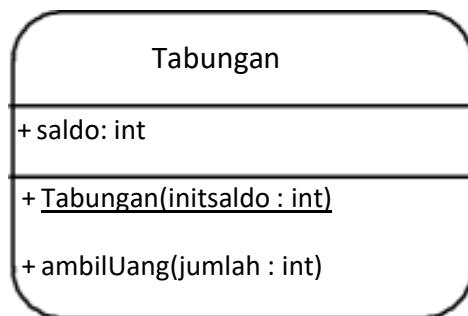 Tabungan
+ saldo: int
+ Tabungan(initsaldo : int)
+ ambilUang(jumlah : int)